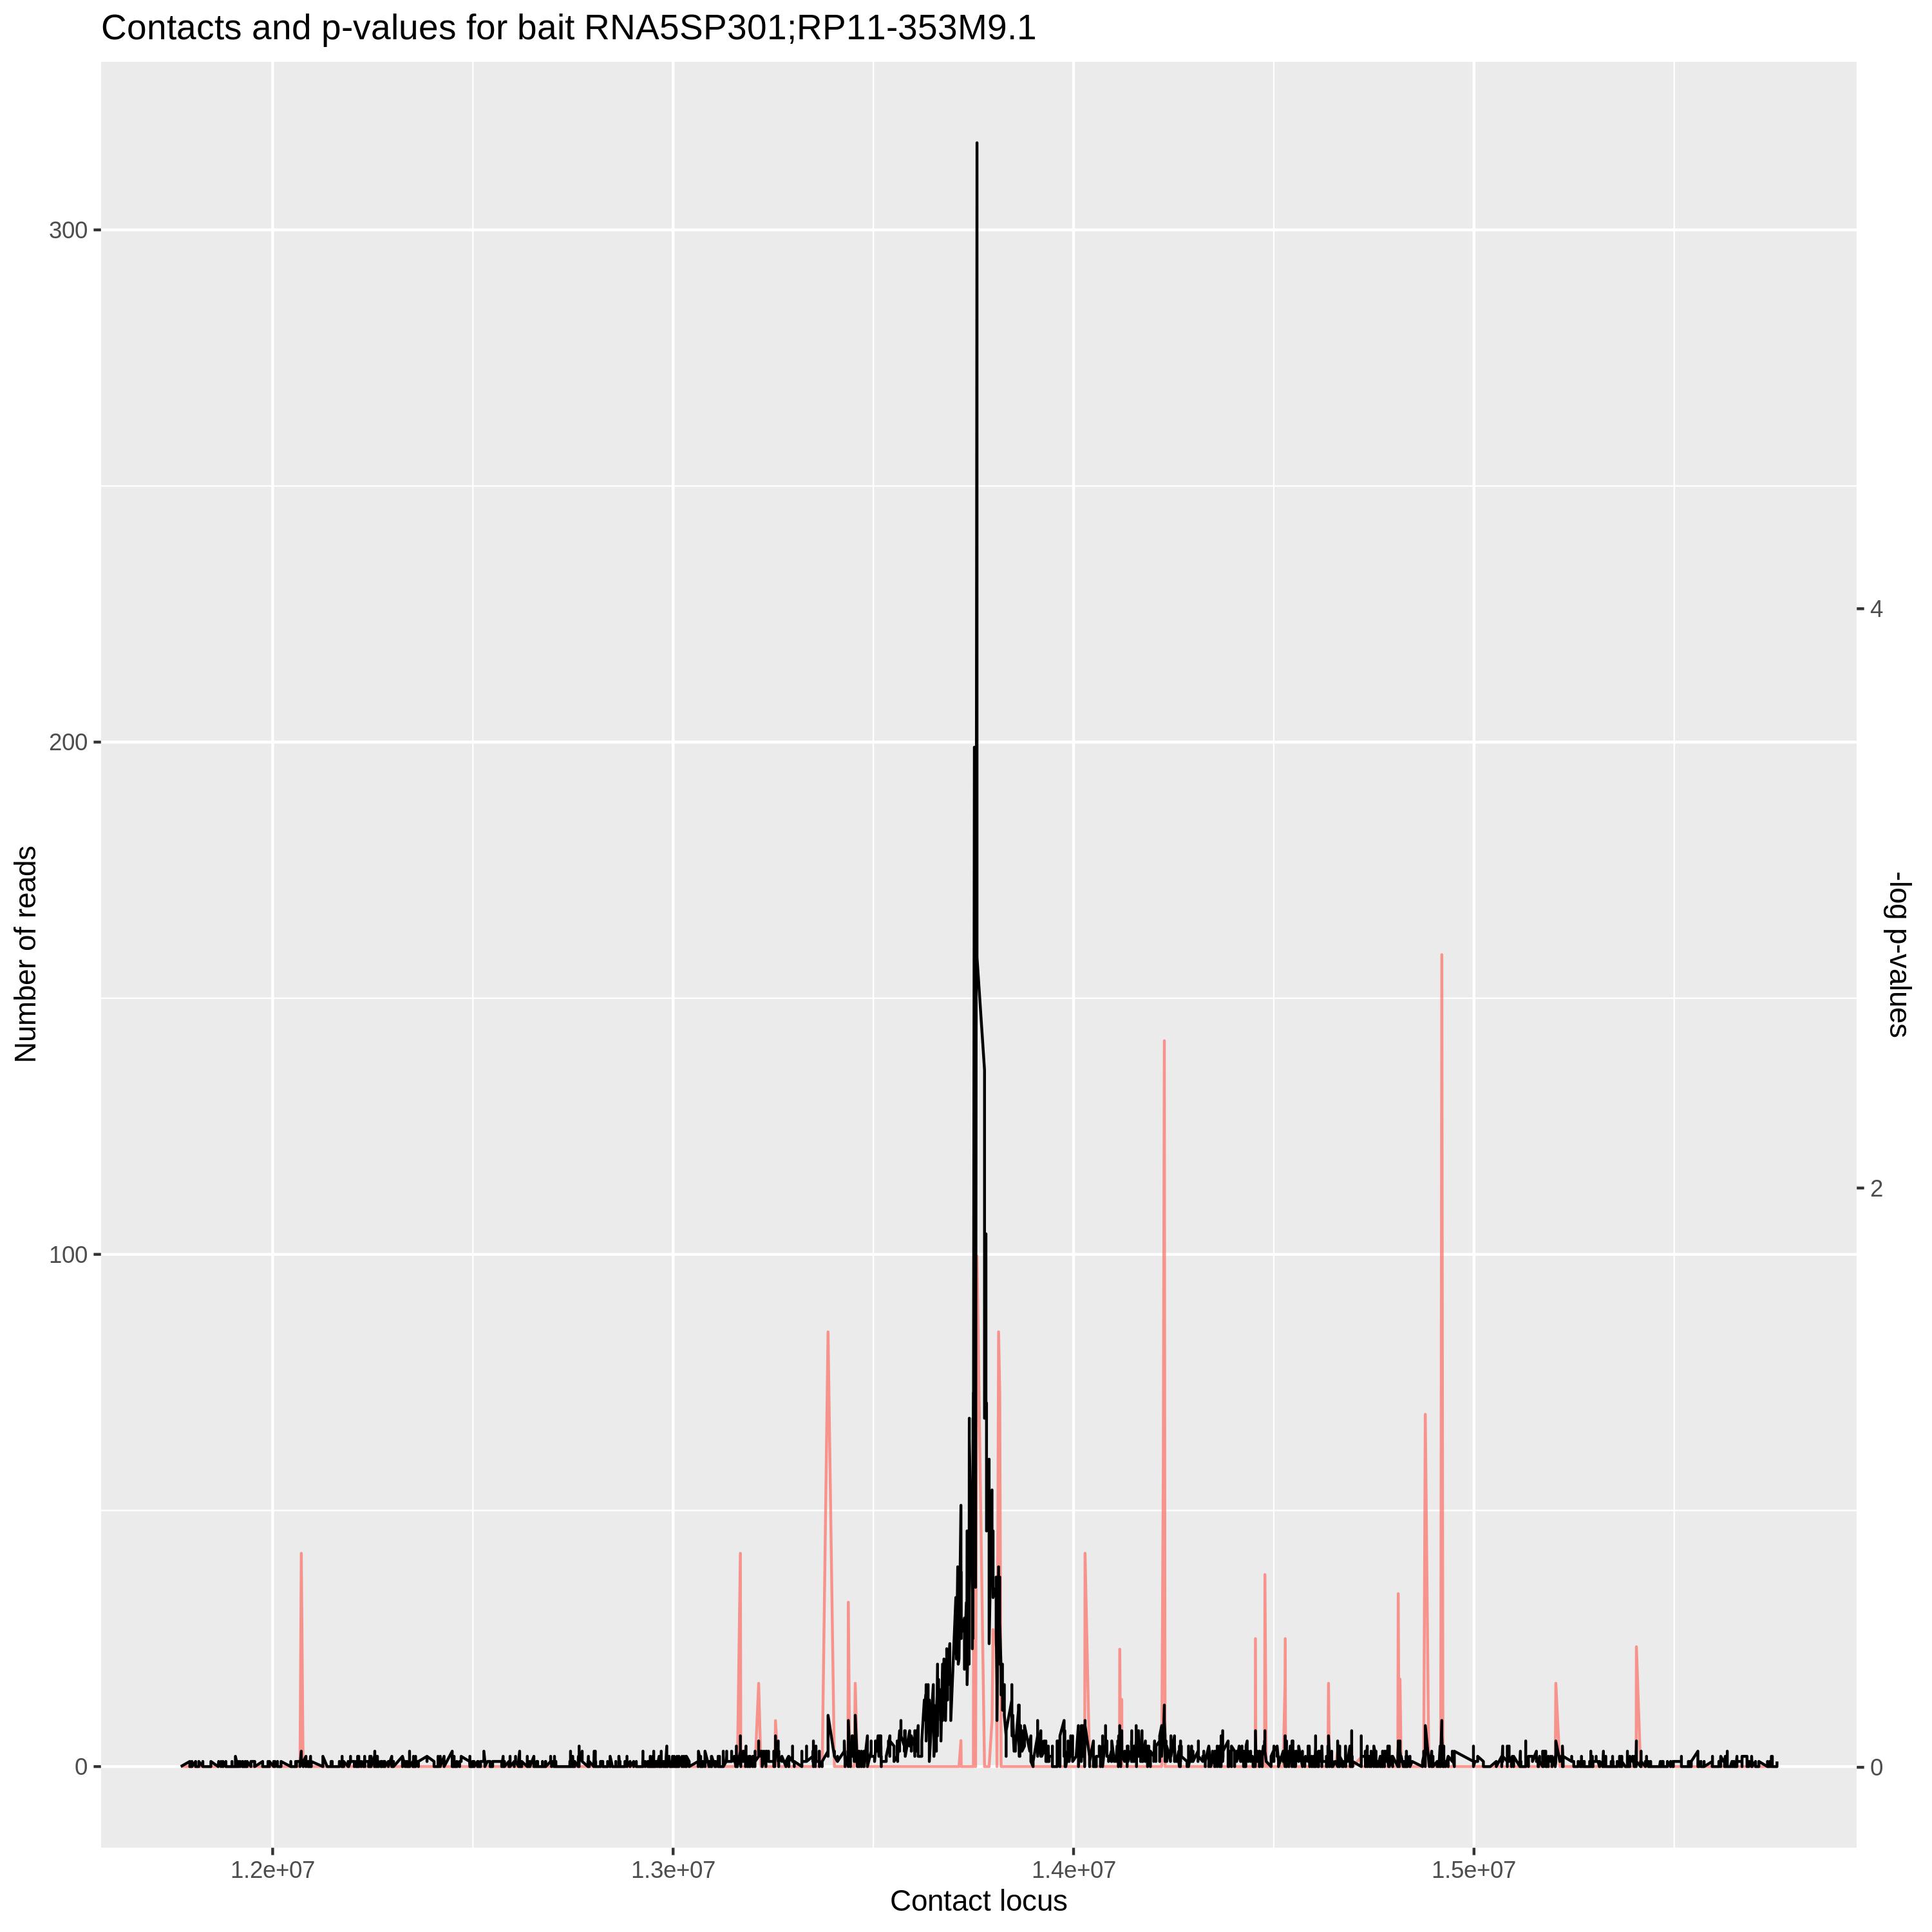 Contacts and p-values for bait RNA5SP301;RP11-353M9.1
300
200
100
0
Number of reads
4
2
0
-log p-values
1.2e+07
1.3e+07
1.4e+07
1.5e+07
Contact locus